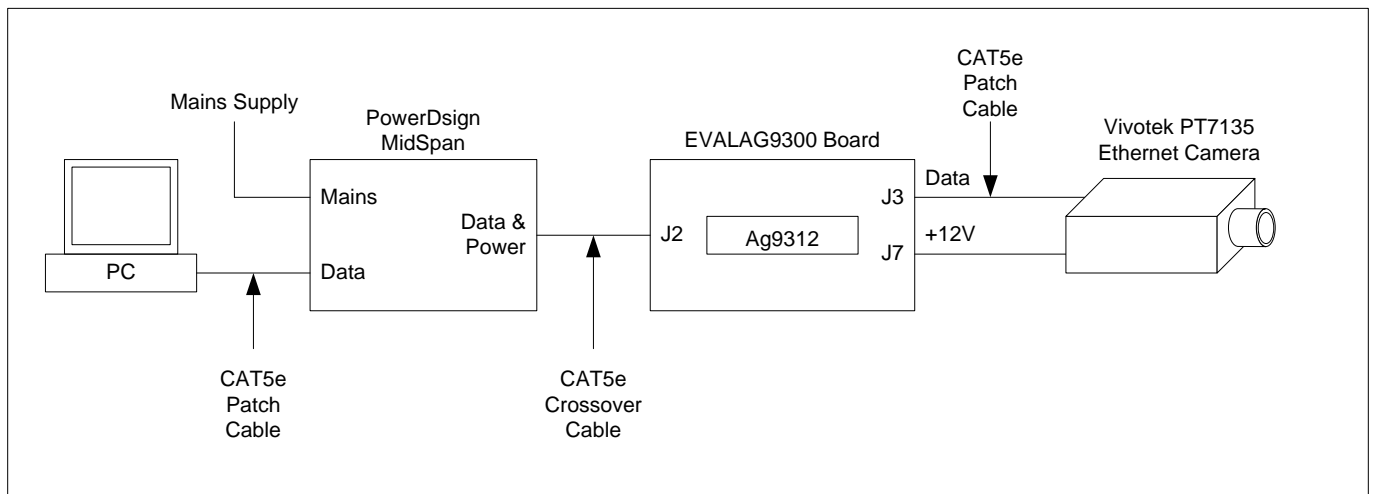 Mains Supply
PC
PowerDsign
MidSpan
Mains
Data &
Power
Data
CAT5e
Patch
Cable
CAT5e
Crossover
Cable
EVALAG9300 Board
J2
Ag9312
J3
J7
Data
+12V
CAT5e
Patch
Cable
Vivotek PT7135
Ethernet Camera